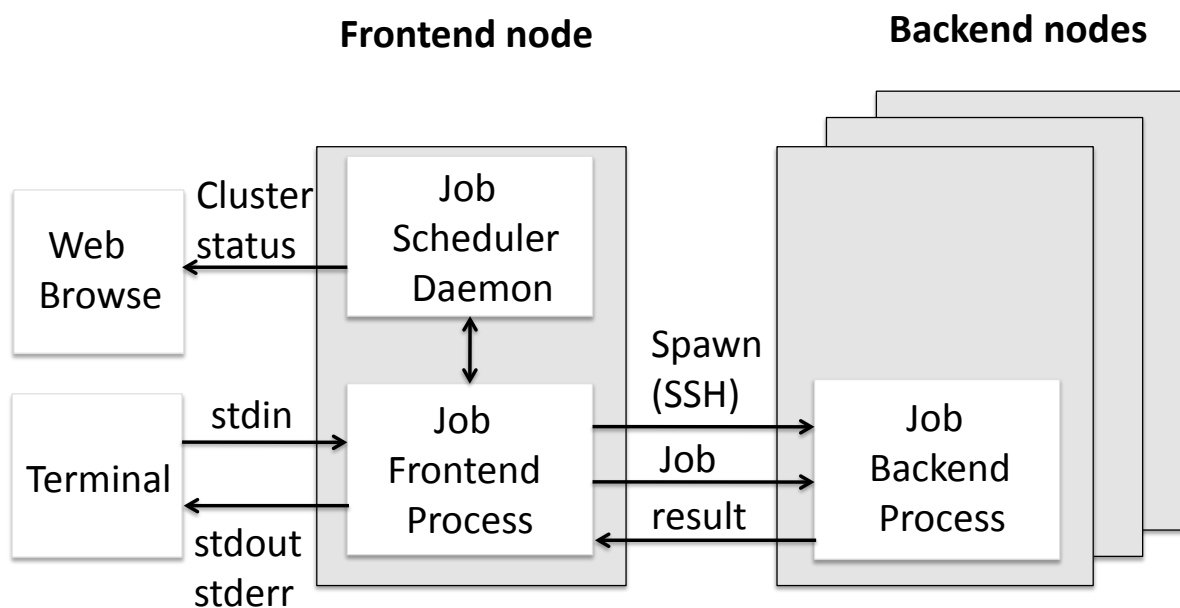 Frontend node
Backend nodes
Cluster
status
Web
Browse
Job
Scheduler
Daemon
Spawn
(SSH)
stdin
Terminal
stdout
stderr
Job
Frontend
Process
Job
result
Job
Backend
Process